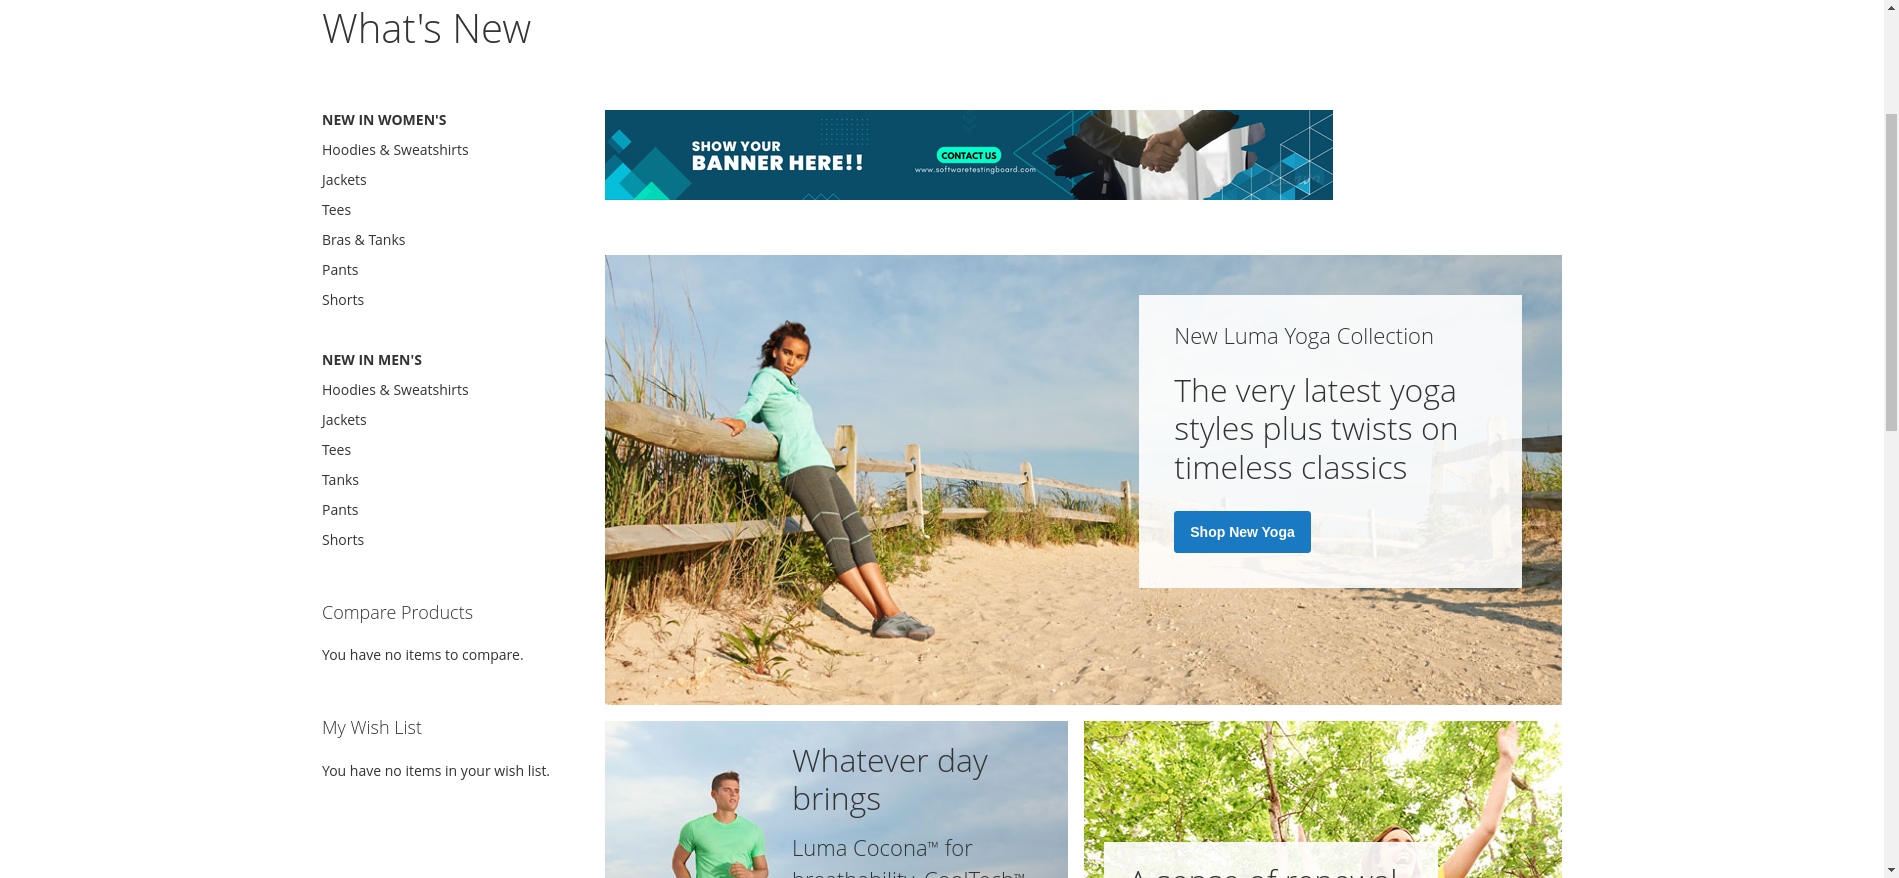 What's New
NEW IN WOMEN'S
Hoodies & Sweatshirts
Jackets
Tees
Bras & Tanks
Pants
Shorts
NEW IN MEN'S
Hoodies & Sweatshirts
Jackets
Tees
Tanks
Pants
Shorts
Compare Products
You have no items to compare.
My Wish List
You have no items in your wish list.
SHOW YOUR
BANNER HERE!!
CONTACT US
www.softwaretestingboard.com
New Luma Yoga Collection
The very latest yoga
styles plus twists on
timeless classics
Shop New Yoga
Whatever day
brings
Luma Cocona™ for
breathability, CoolTech™
A sense of renewal